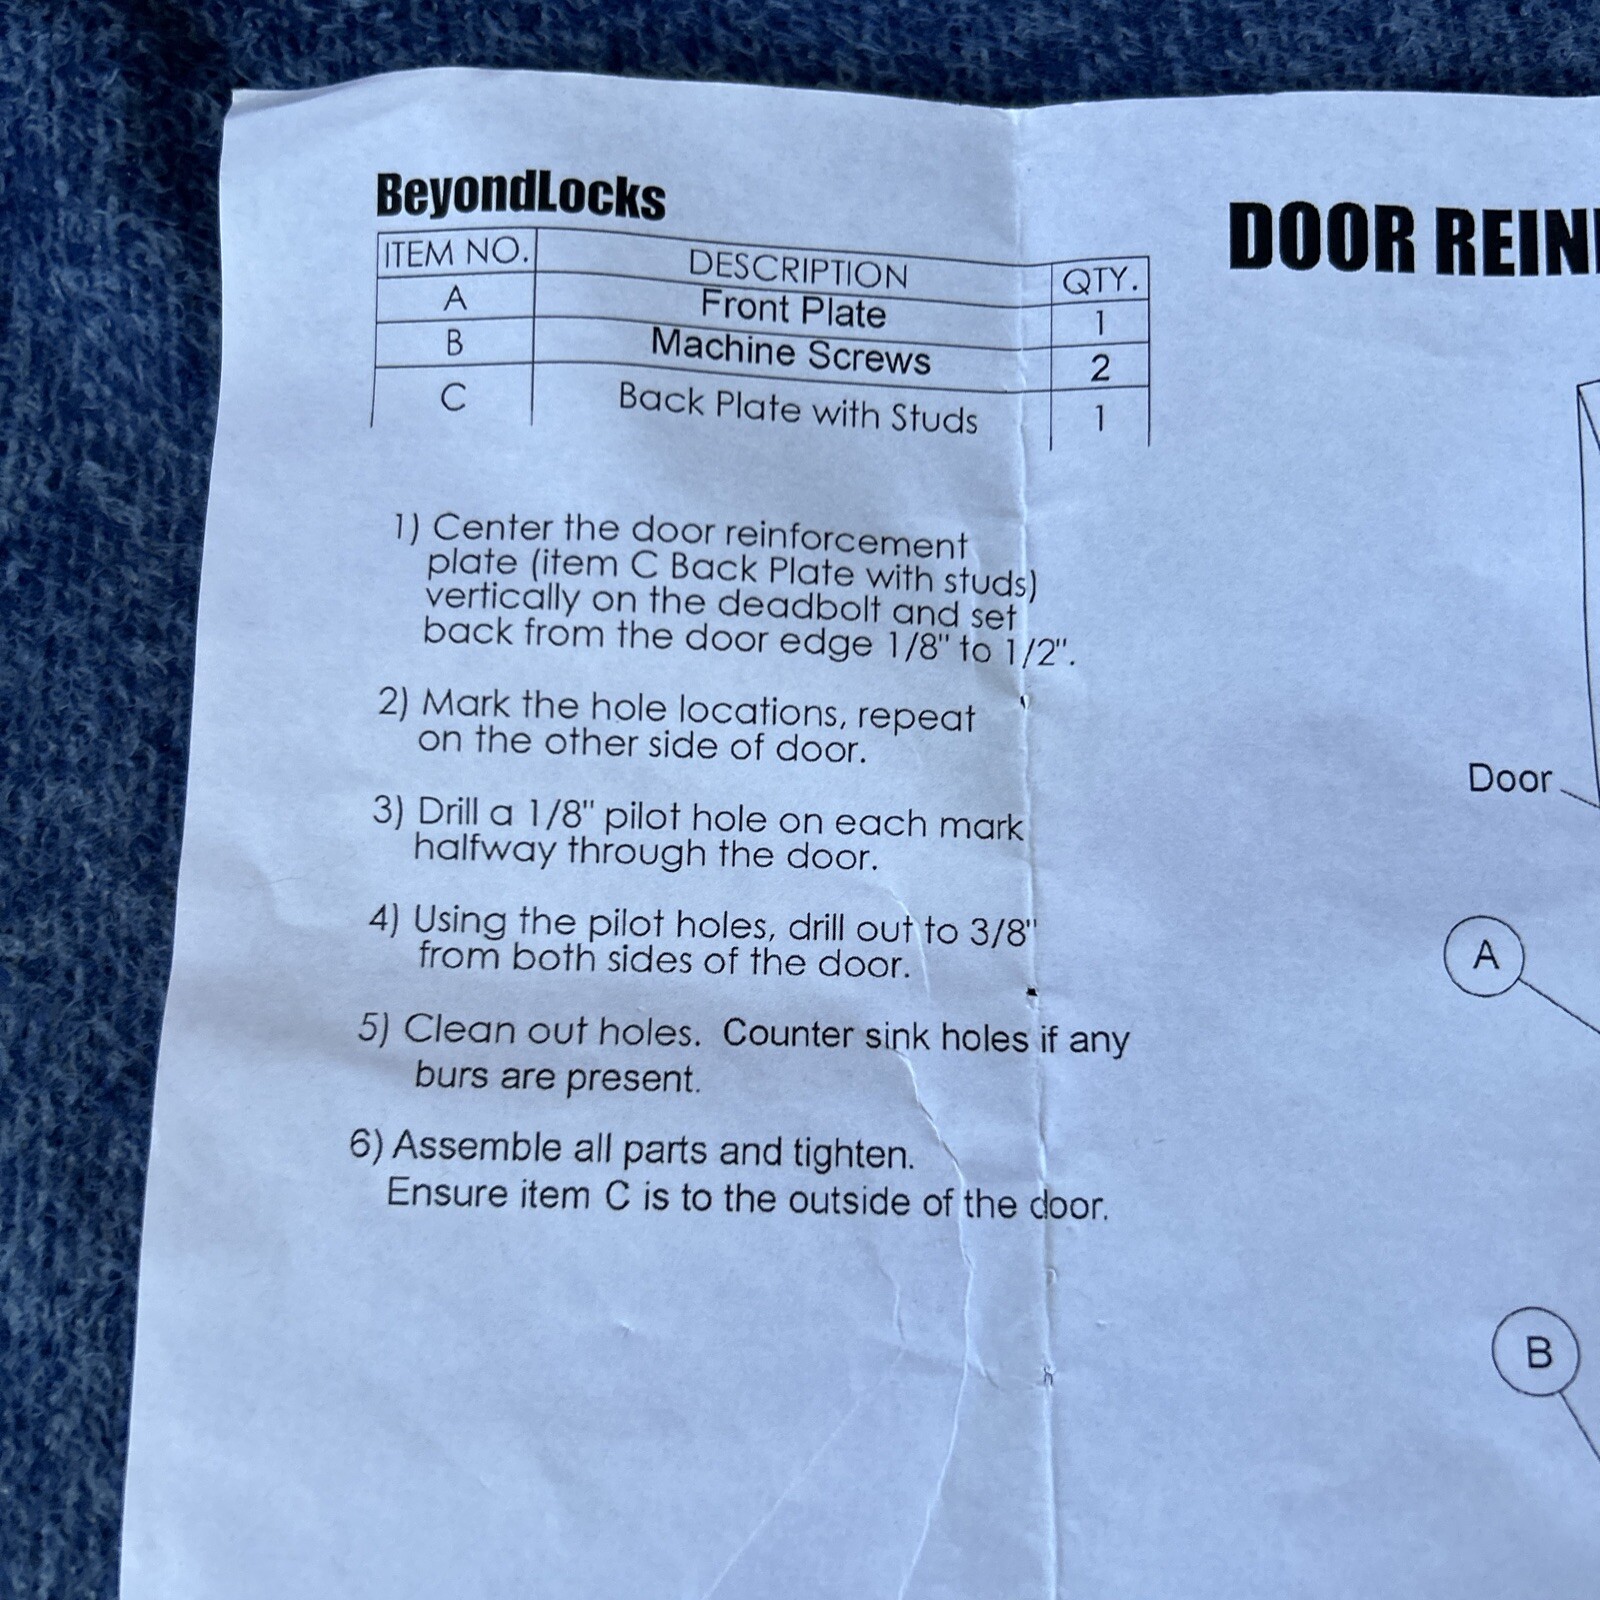 BeyondLocks
DOOR REIN
ITEM NO. DESCRIPTION QTY.
A Front Plate 1
B Machine Screws 2
C Back Plate with Studs 1
1) Center the door reinforcement
plate (item C Back Plate with studs)
vertically on the deadbolt and set
back from the door edge 1/8" to 1/2".
2) Mark the hole locations, repeat
on the other side of door.
3) Drill a 1/8" pilot hole on each mark
halfway through the door.
4) Using the pilot holes, drill out to 3/8"
from both sides of the door.
5) Clean out holes. Counter sink holes if any
burs are present.
6) Assemble all parts and tighten.
Ensure item C is to the outside of the door.
Door
A
B